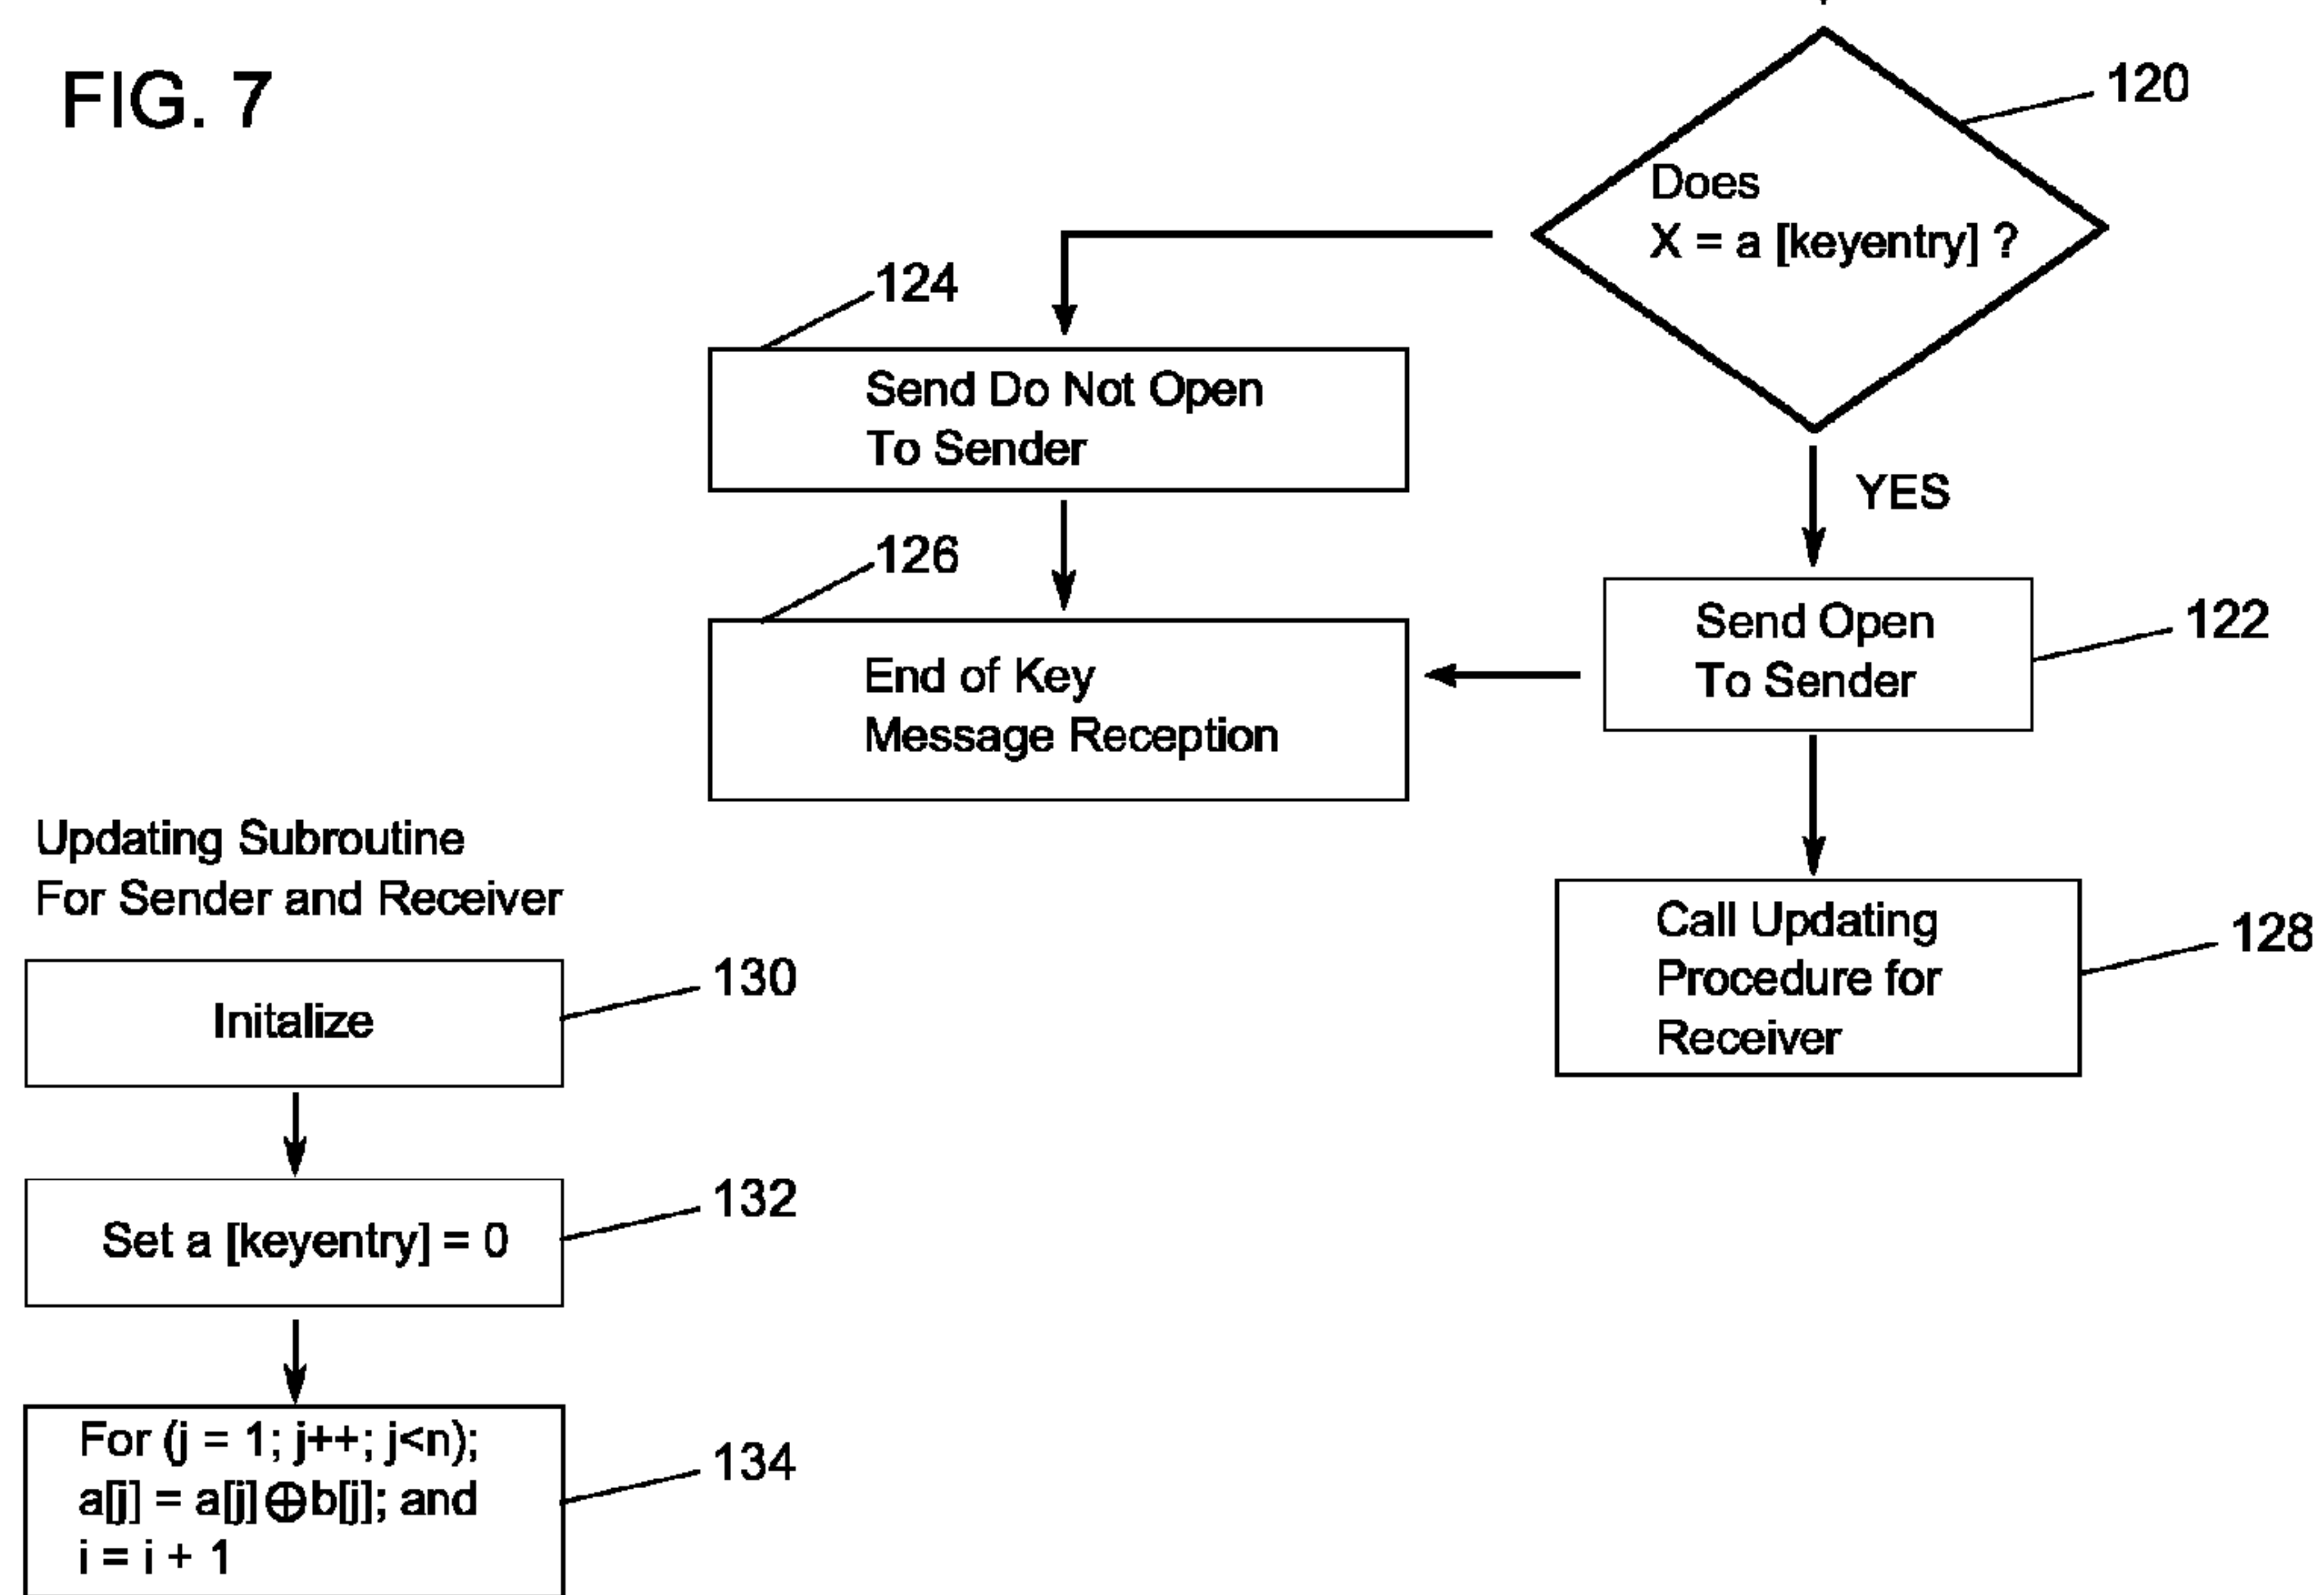 FIG. 7
120
Does
X = a [keyentry] ?
124
Send Do Not Open
To Sender
YES
126
End of Key
Message Reception
Send Open
To Sender
122
Updating Subroutine
For Sender and Receiver
Call Updating
Procedure for
Receiver
128
Initalize
130
Set a [keyentry] = 0
132
For (j = 1; j++; j<n);
a[j] = a[j]⊕b[j]; and
i = i + 1
134